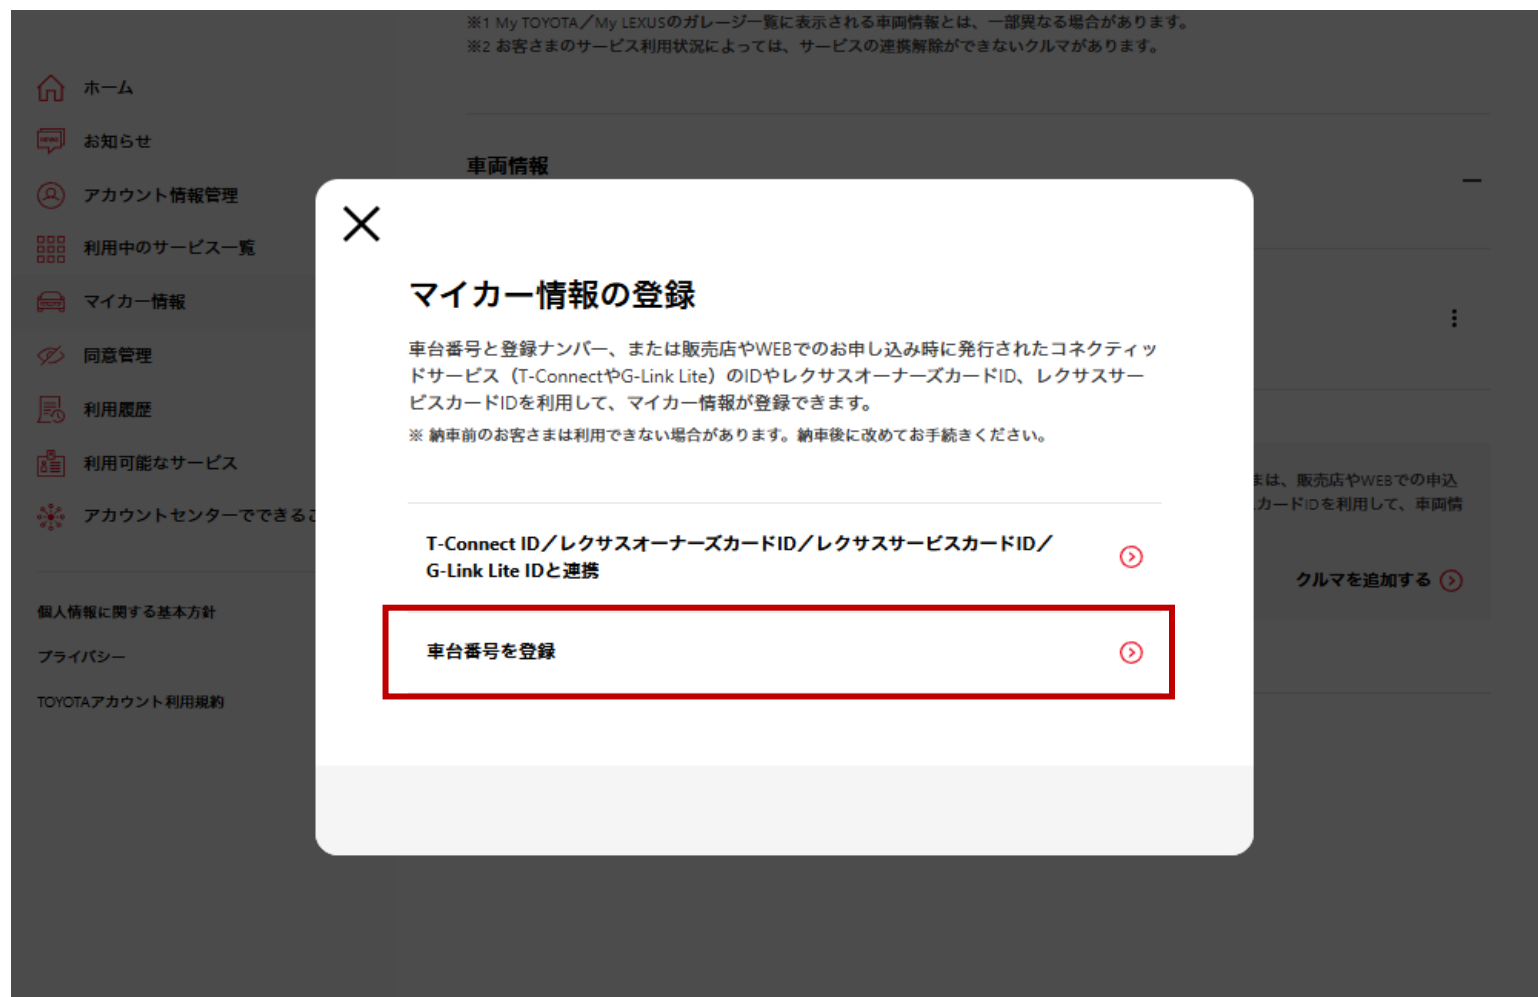 ※1 My TOYOTA／My LEXUSのガレージ一覧に表示される車両情報とは、一部異なる場合があります。
※2 お客さまのサービス利用状況によっては、サービスの連携解除ができないクルマがあります。
ホーム
お知らせ
アカウント情報管理
利用中のサービス一覧
マイカー情報
同意管理
利用履歴
利用可能なサービス
アカウントセンターでできるこ
個人情報に関する基本方針
プライバシー
TOYOTAアカウント利用規約
車両情報
マイカー情報の登録
車台番号と登録ナンバー、または販売店やWEBでのお申し込み時に発行されたコネクティッ
ドサービス（T-ConnectやG-Link Lite）のIDやレクサスオーナーズカードID、レクサスサー
ビスカードIDを利用して、マイカー情報が登録できます。
※ 納車前のお客さまは利用できない場合があります。納車後に改めてお手続きください。
T-Connect ID／レクサスオーナーズカードID／レクサスサービスカードID／
G-Link Lite IDと連携
車台番号を登録
は、販売店やWEBでの申込
カードIDを利用して、車両情
クルマを追加する